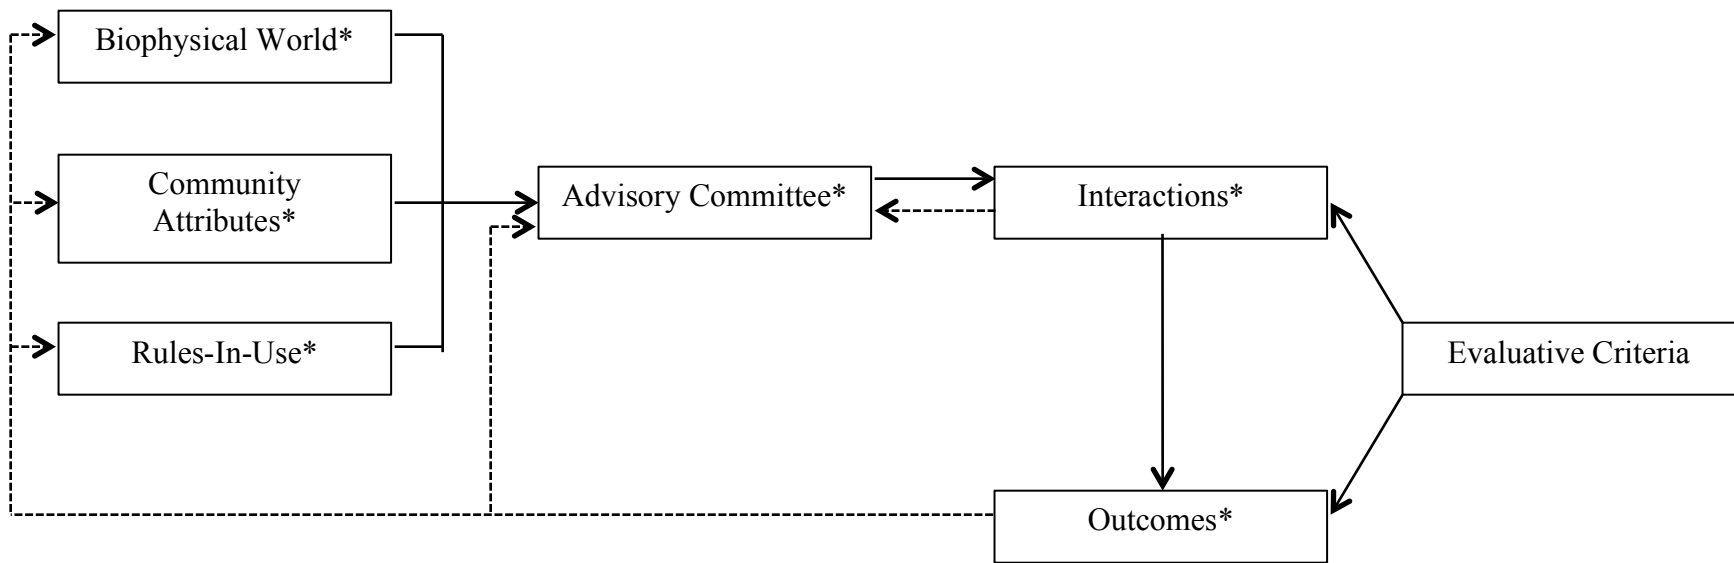 Biophysical World*
Community
Attributes*
Rules-In-Use*
Advisory Committee*
Interactions*
Evaluative Criteria
Outcomes*